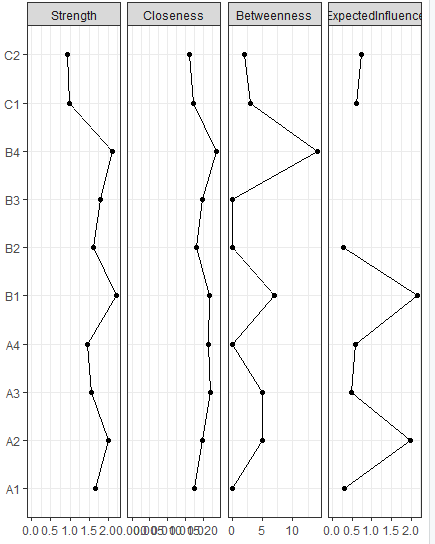 Strength Closeness Betweenness ExpectedInfluence
C2
C1
B4
B3
B2
B1
A4
A3
A2
A1
0.0 0.5 1.0 1.5 2.0 0 5 10 0.0 0.5 1.0 1.5 2.0